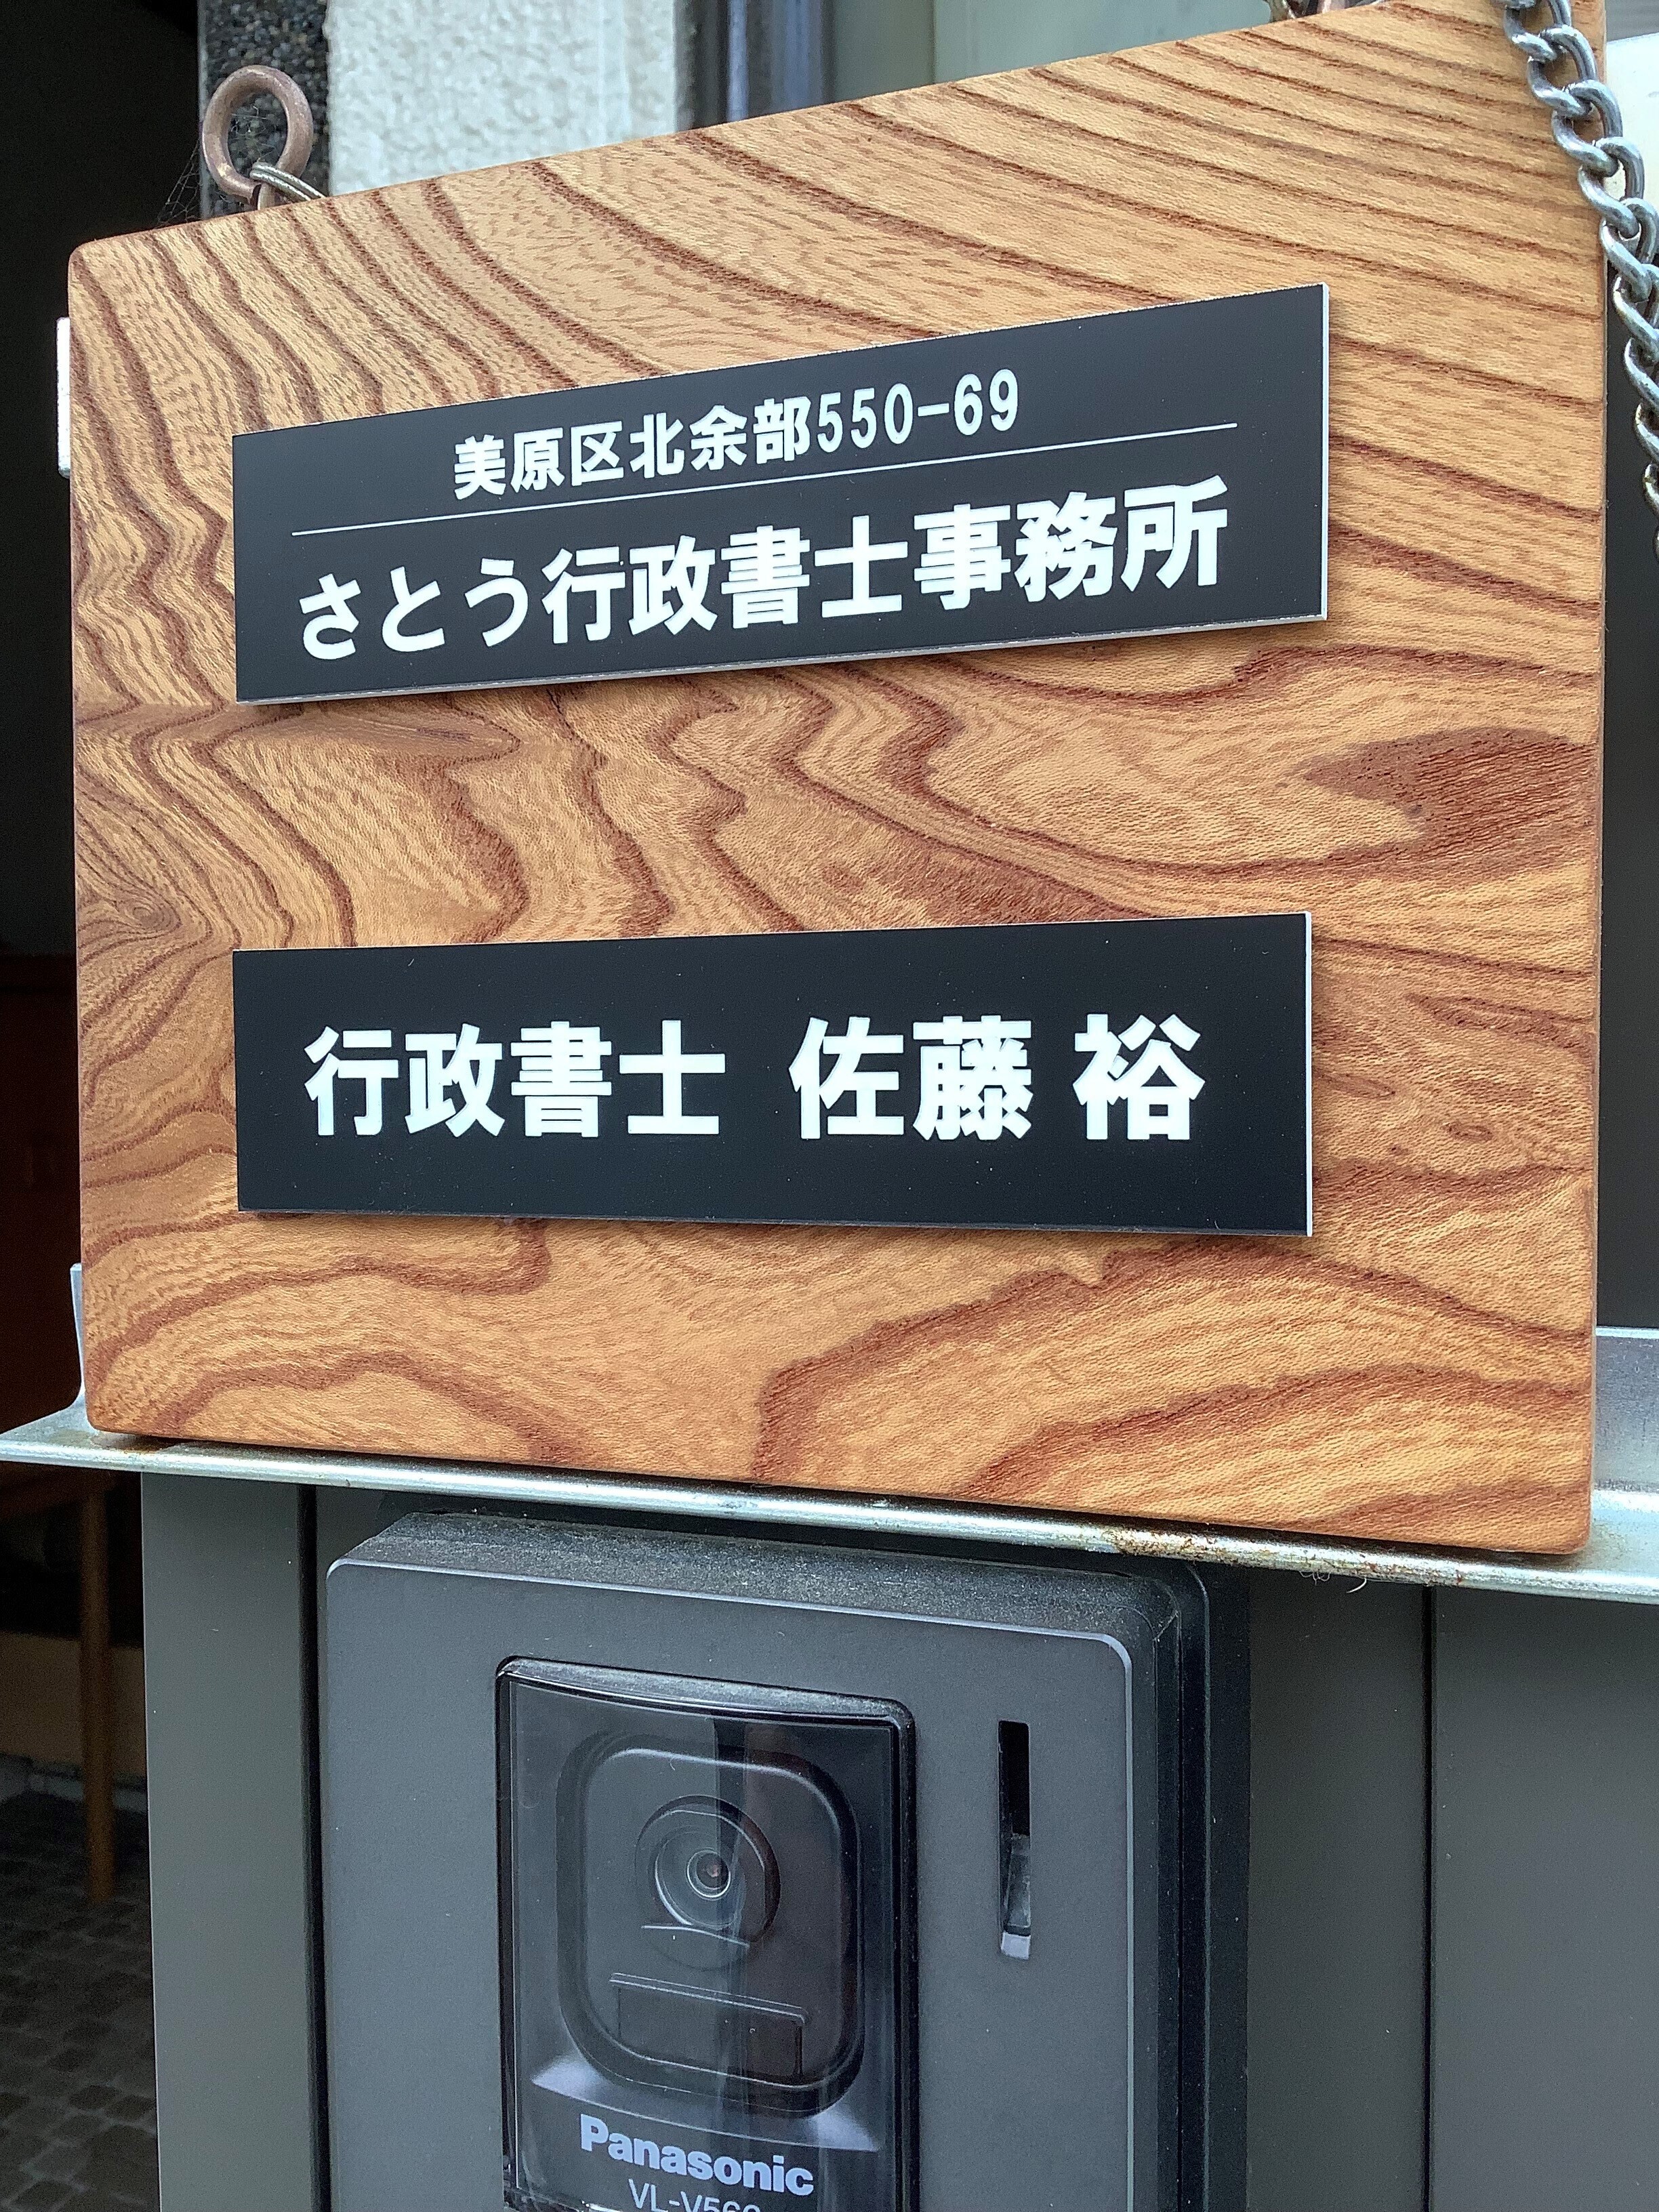 美原区北余部550-69
さとう行政書士事務所
行政書士 佐藤 裕
Panasonic